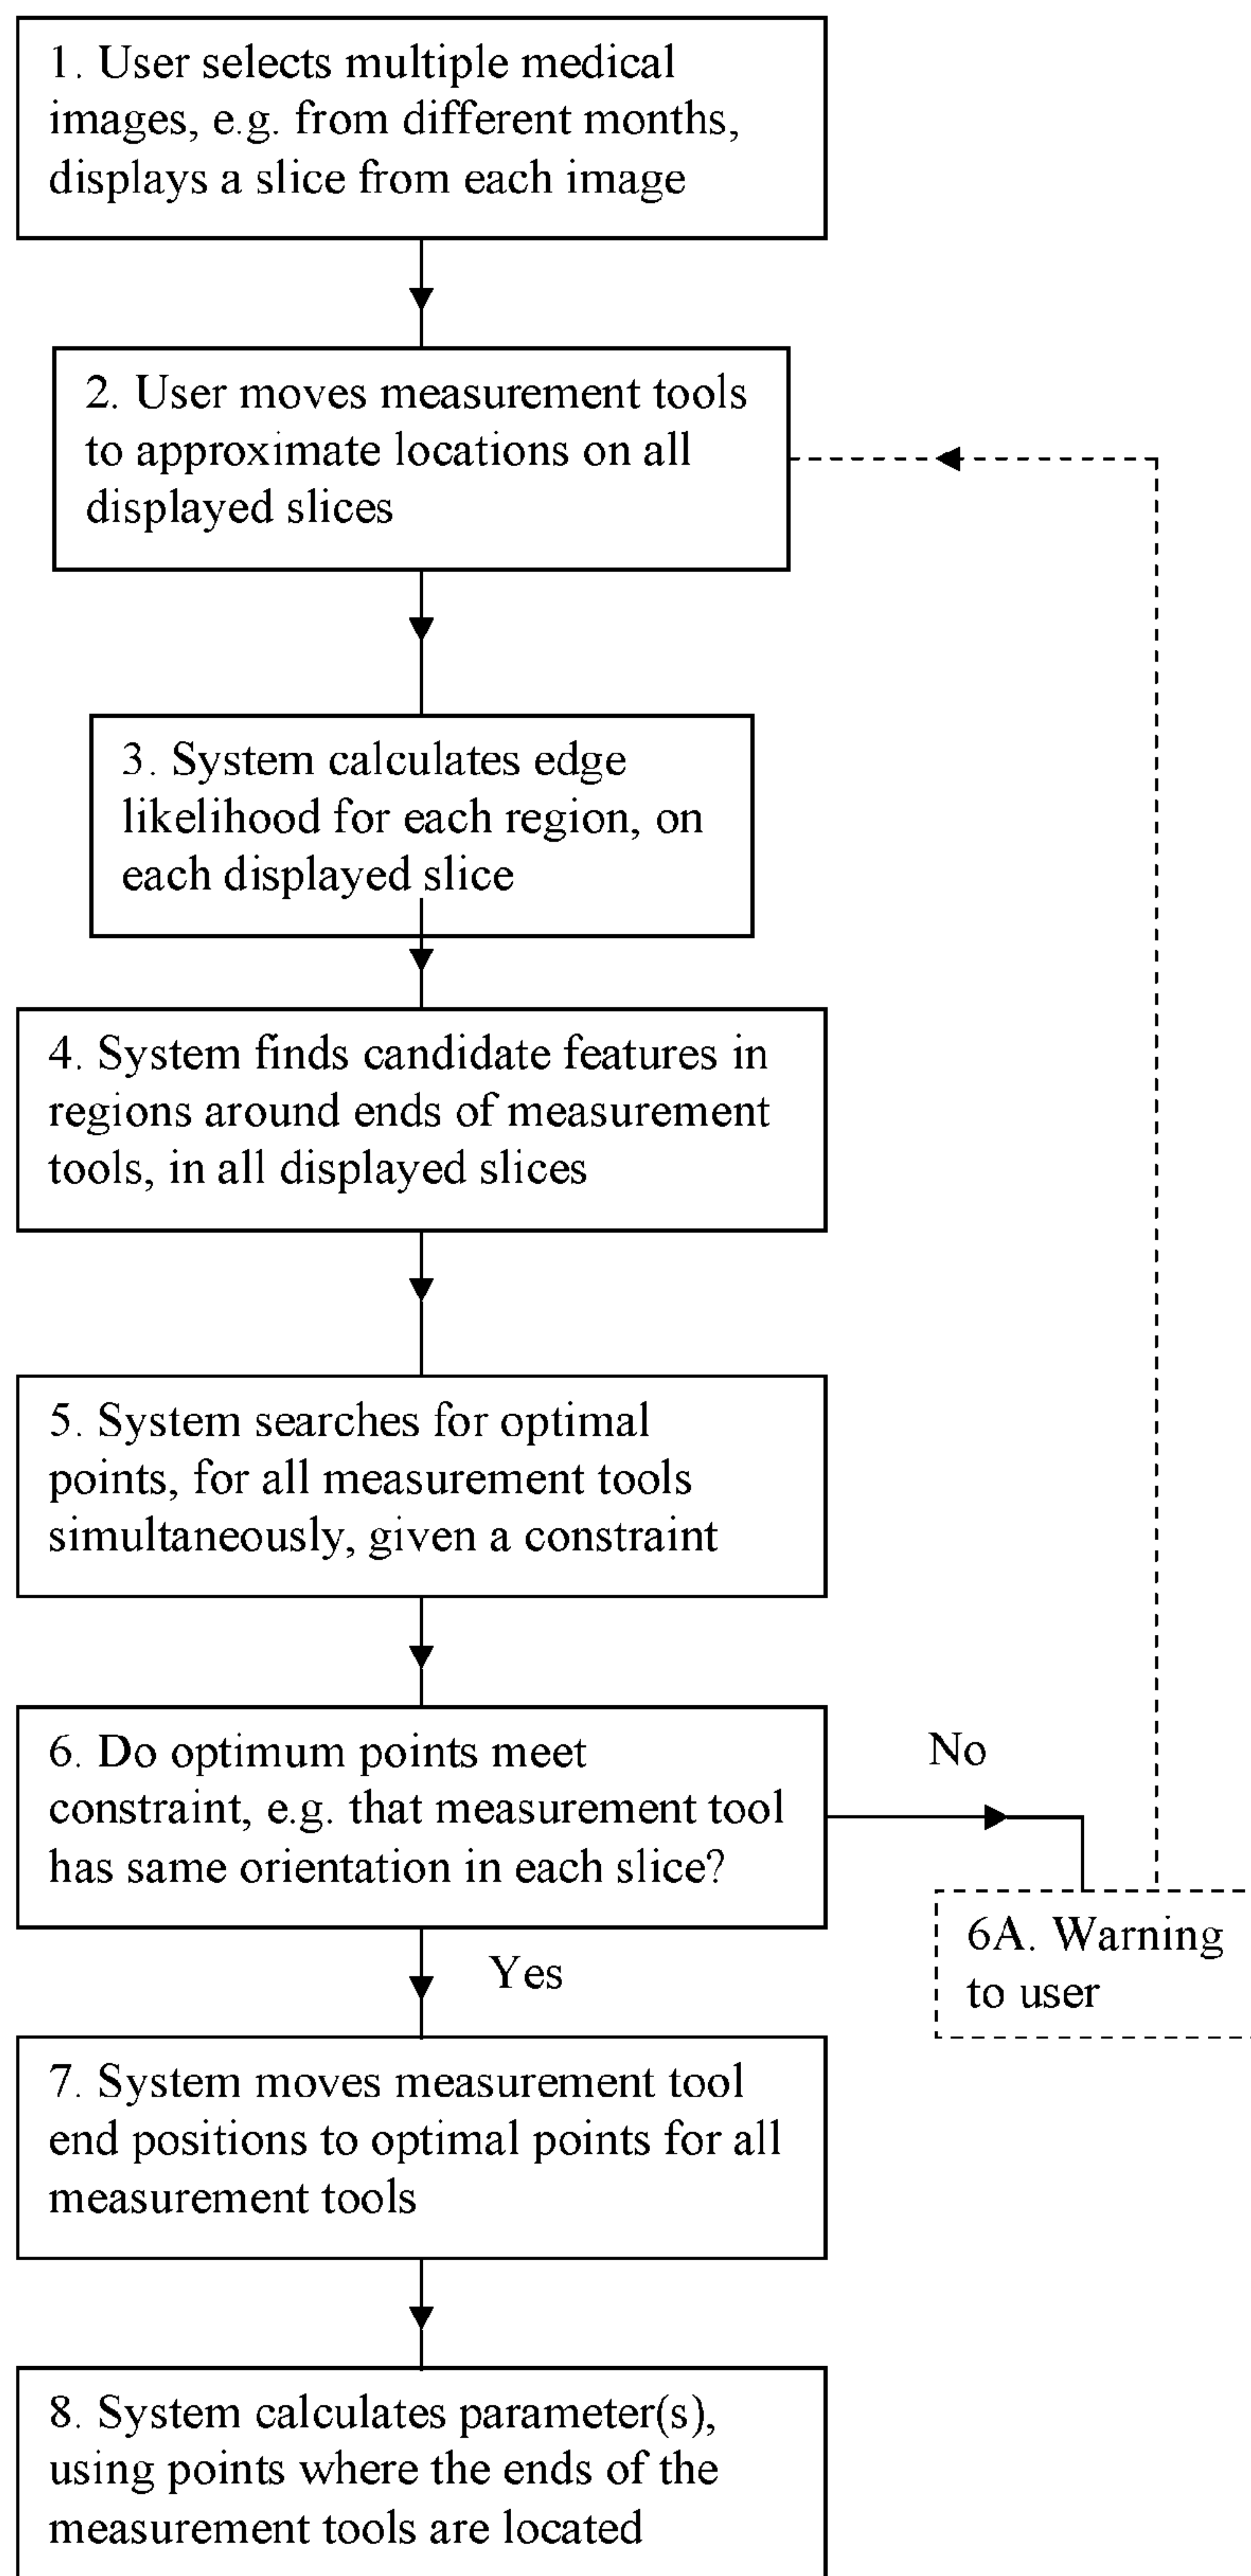 1. User selects multiple medical
images, e.g. from different months,
displays a slice from each image
2. User moves measurement tools
to approximate locations on all
displayed slices
3. System calculates edge
likelihood for each region, on
each displayed slice
4. System finds candidate features in
regions around ends of measurement
tools, in all displayed slices
5. System searches for optimal
points, for all measurement tools
simultaneously, given a constraint
6. Do optimum points meet
constraint, e.g. that measurement tool
has same orientation in each slice?
No
6A. Warning
to user
Yes
7. System moves measurement tool
end positions to optimal points for all
measurement tools
8. System calculates parameter(s),
using points where the ends of the
measurement tools are located